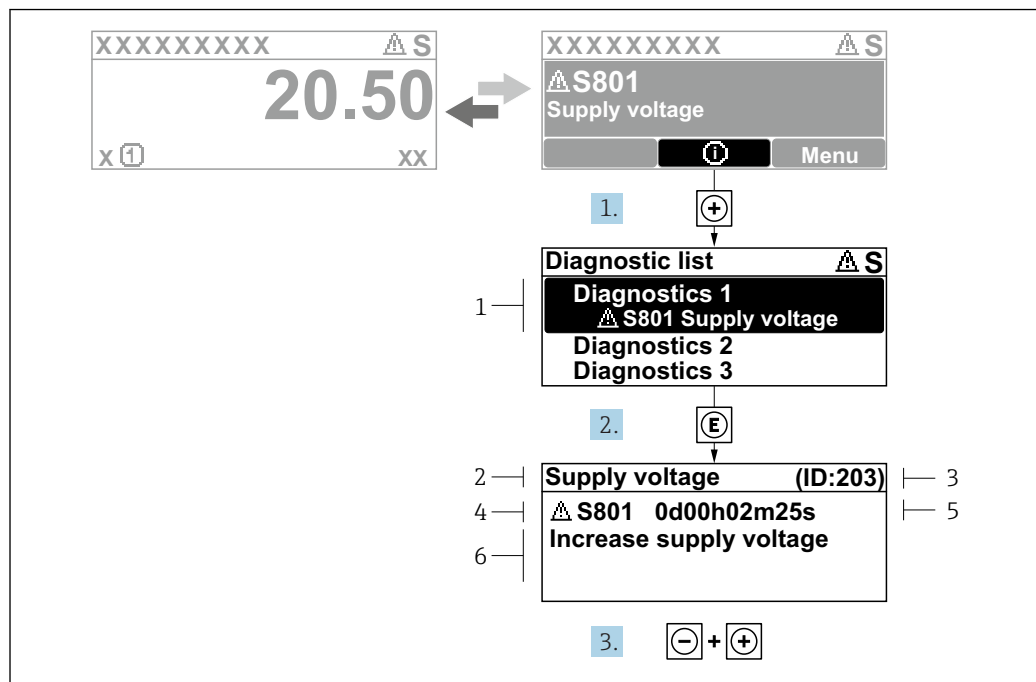 XXXXXXXXX ⚠ S
20.50
x ① xx
XXXXXXXXX ⚠ S
⚠ S801
Supply voltage
ⓘ Menu
1. +
Diagnostic list ⚠ S
1 Diagnostics 1
⚠ S801 Supply voltage
Diagnostics 2
Diagnostics 3
2. E
2 Supply voltage (ID:203) 3
4 ⚠ S801 0d00h02m25s 5
6 Increase supply voltage
3. − + +